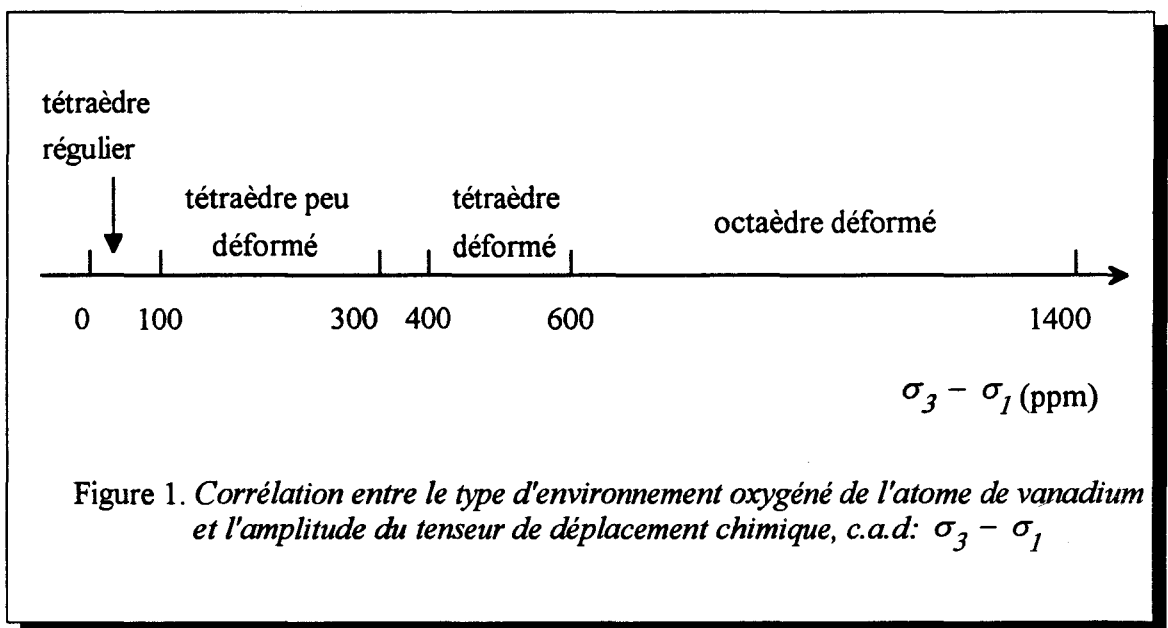 tétraèdre
régulier
tétraèdre peu
déformé
tétraèdre
déformé
octaèdre déformé
0 100 300 400 600 1400
σ3 − σ1 (ppm)
Figure 1. Corrélation entre le type d'environnement oxygéné de l'atome de vanadium
et l'amplitude du tenseur de déplacement chimique, c.a.d: σ3 − σ1